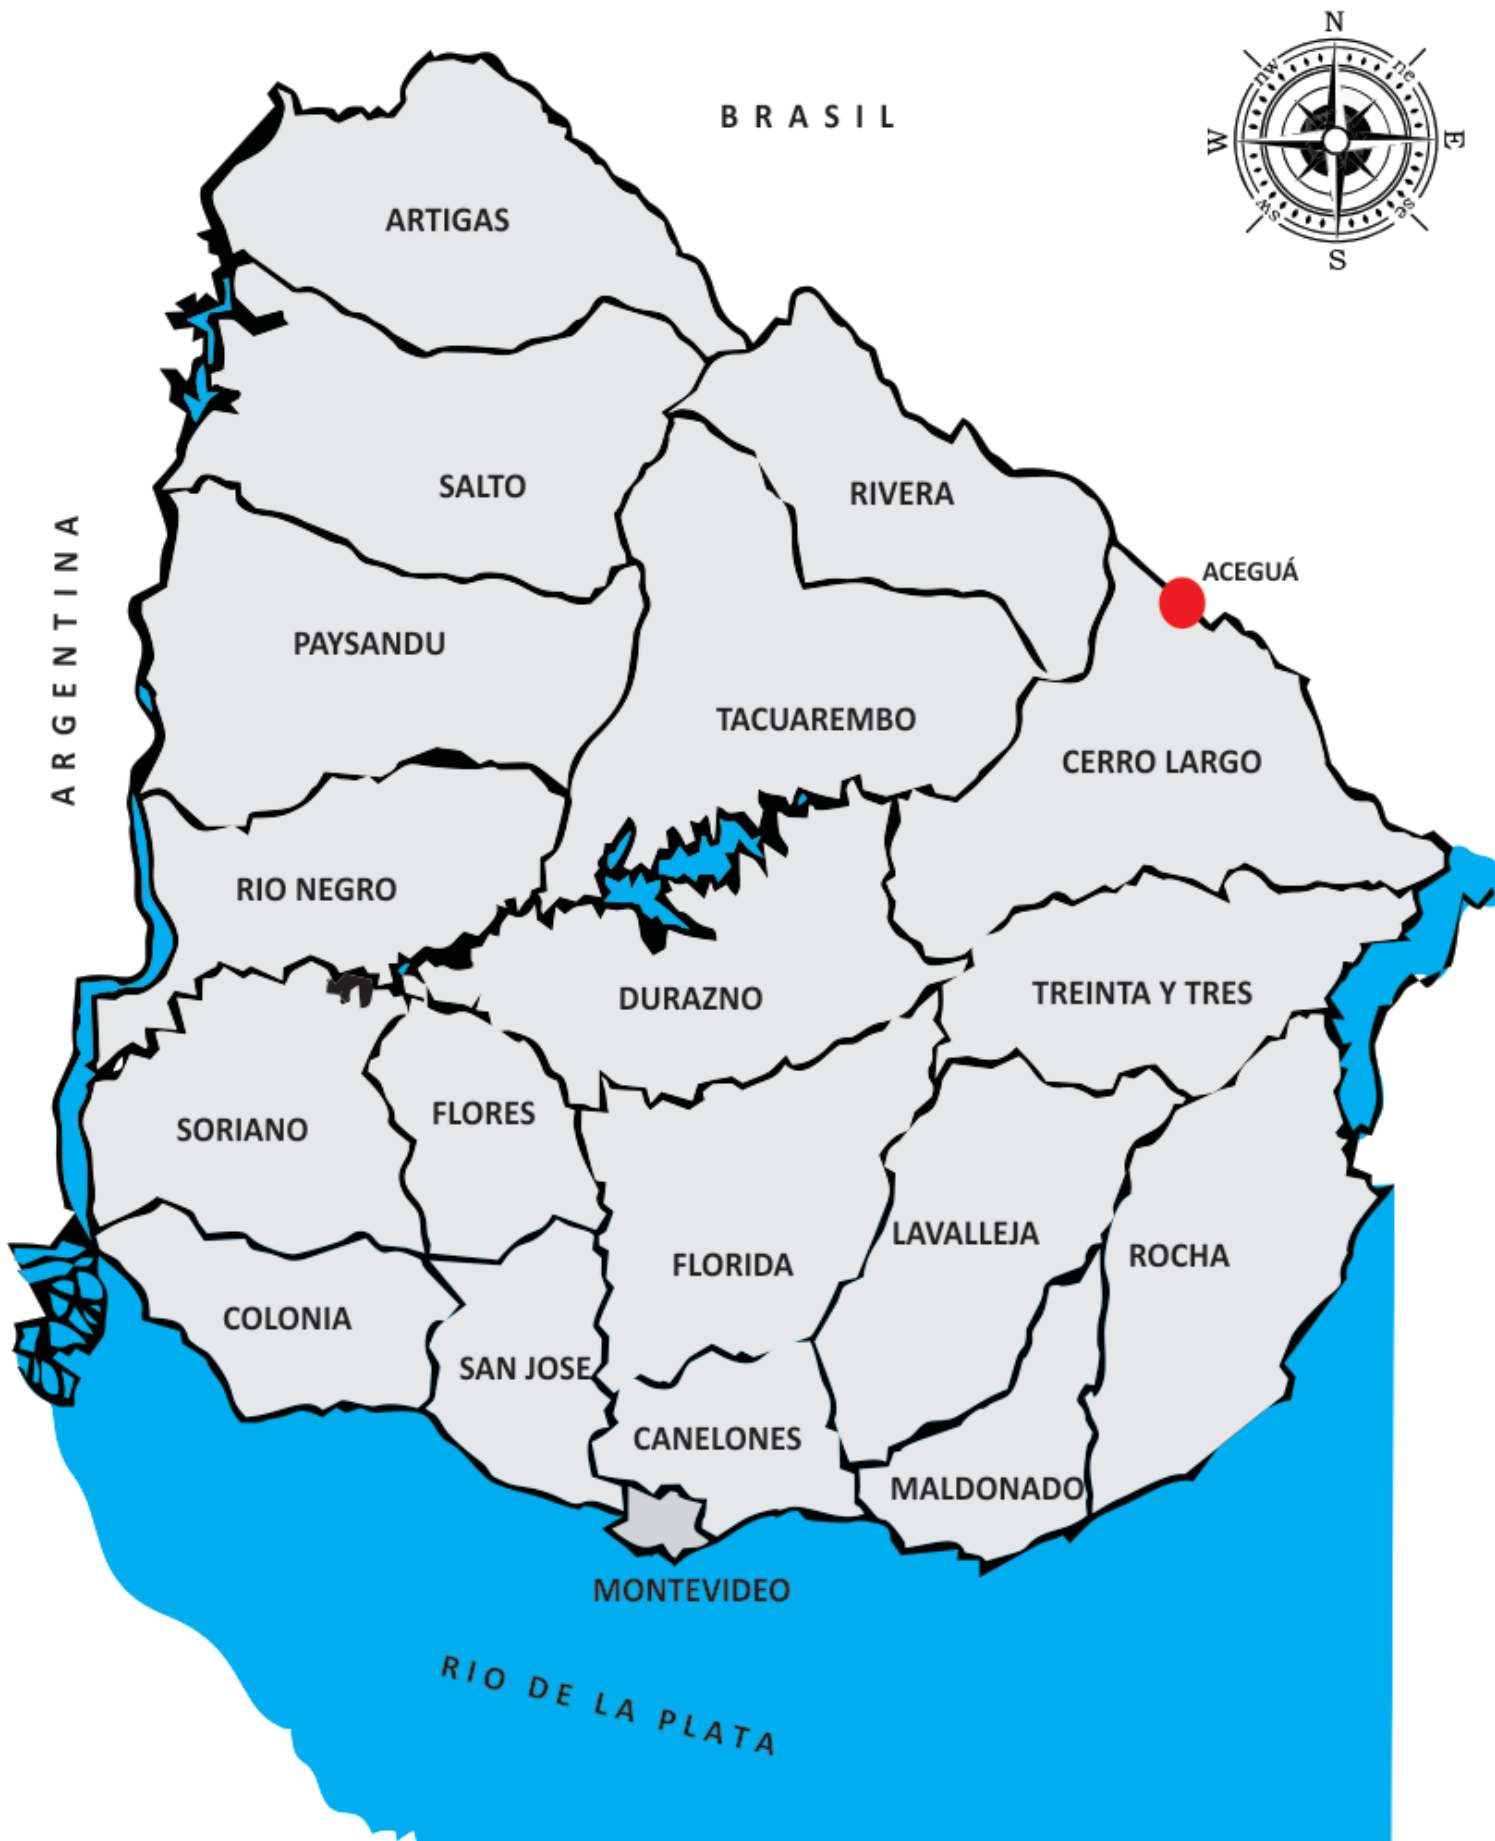 N
BRASIL
nw
ne
W
E
sw
se
S
ARTIGAS
SALTO
RIVERA
ARGENTINA
ACEGUÁ
PAYSANDU
TACUAREMBO
CERRO LARGO
RIO NEGRO
DURAZNO
TREINTA Y TRES
SORIANO
FLORES
LAVALLEJA
ROCHA
FLORIDA
COLONIA
SAN JOSE
CANELONES
MALDONADO
MONTEVIDEO
RIO DE LA PLATA